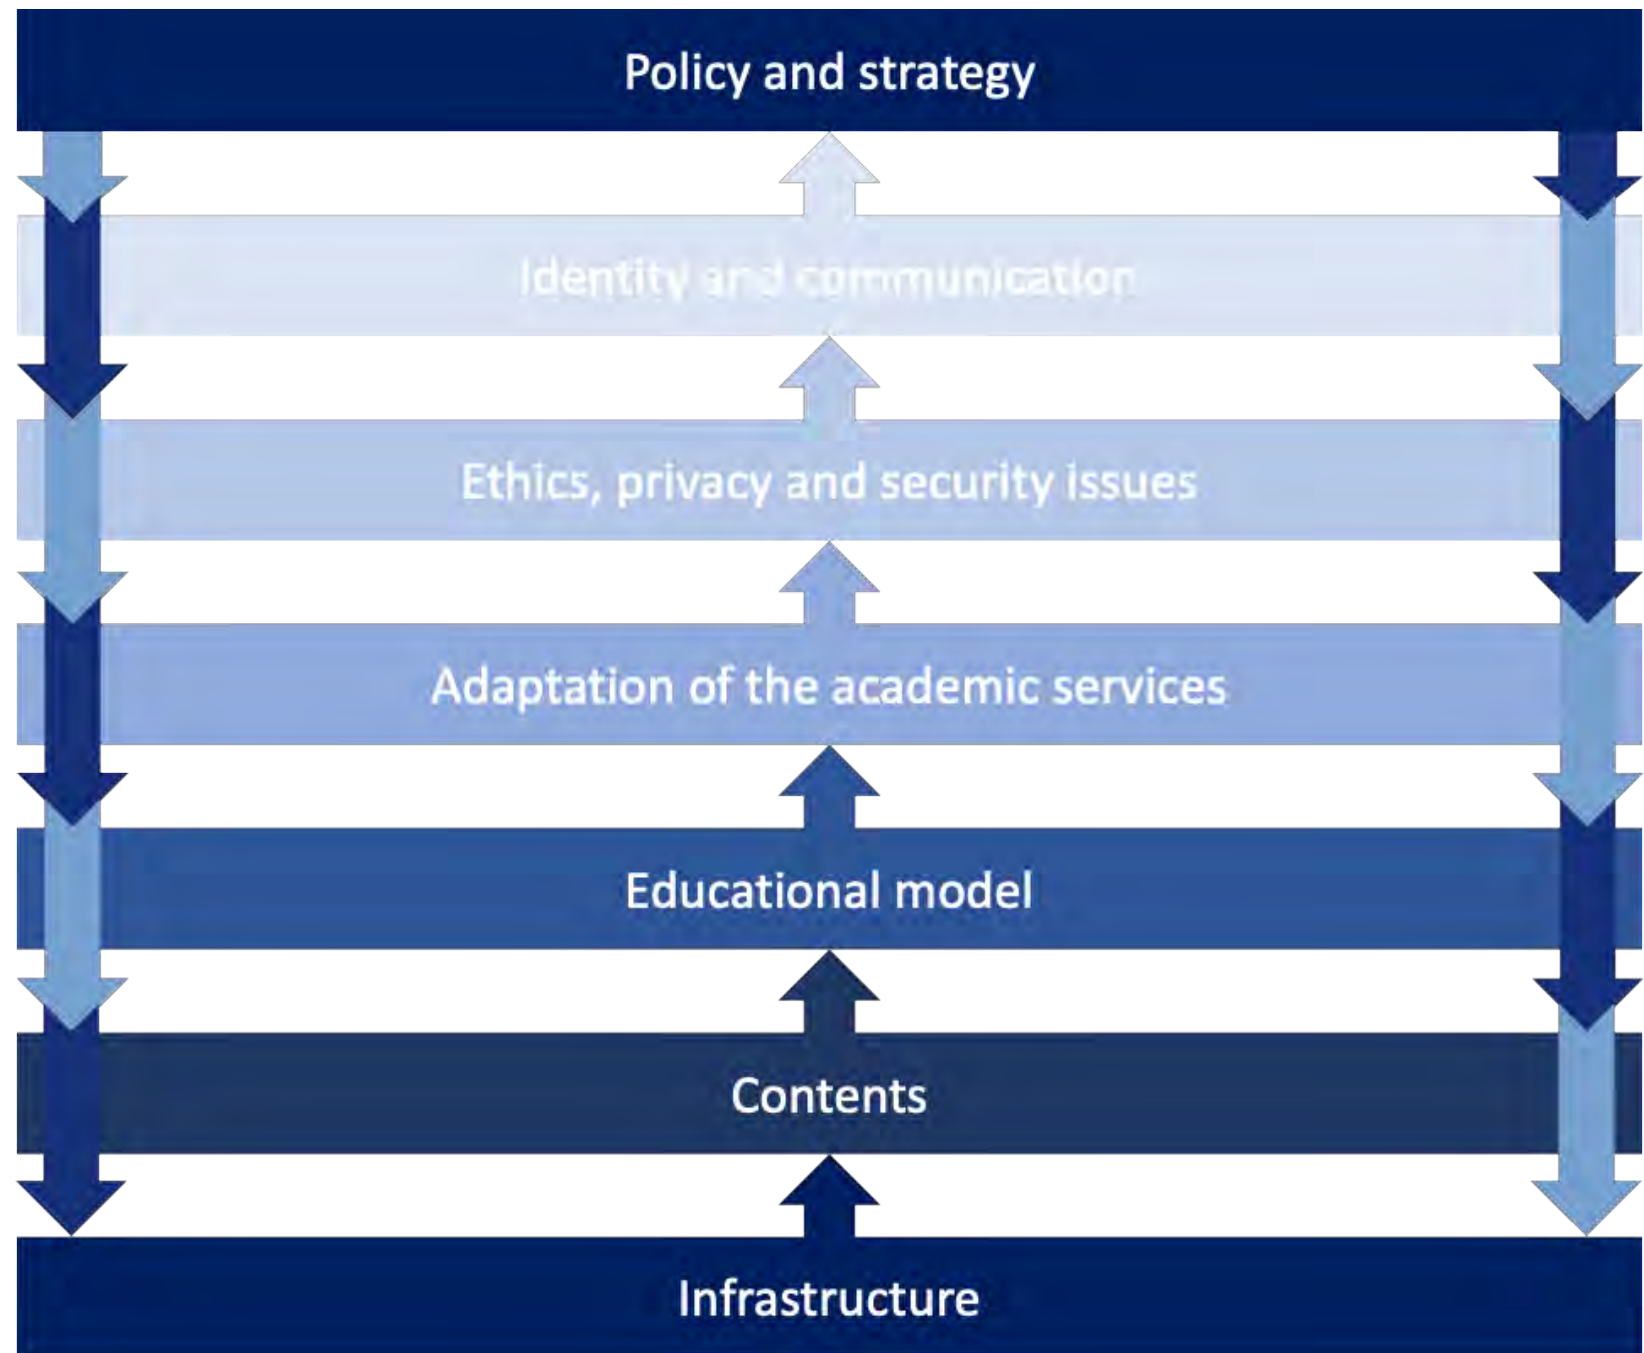 Policy and strategy
Identity and communication
Ethics, privacy and security issues
Adaptation of the academic services
Educational model
Contents
Infrastructure